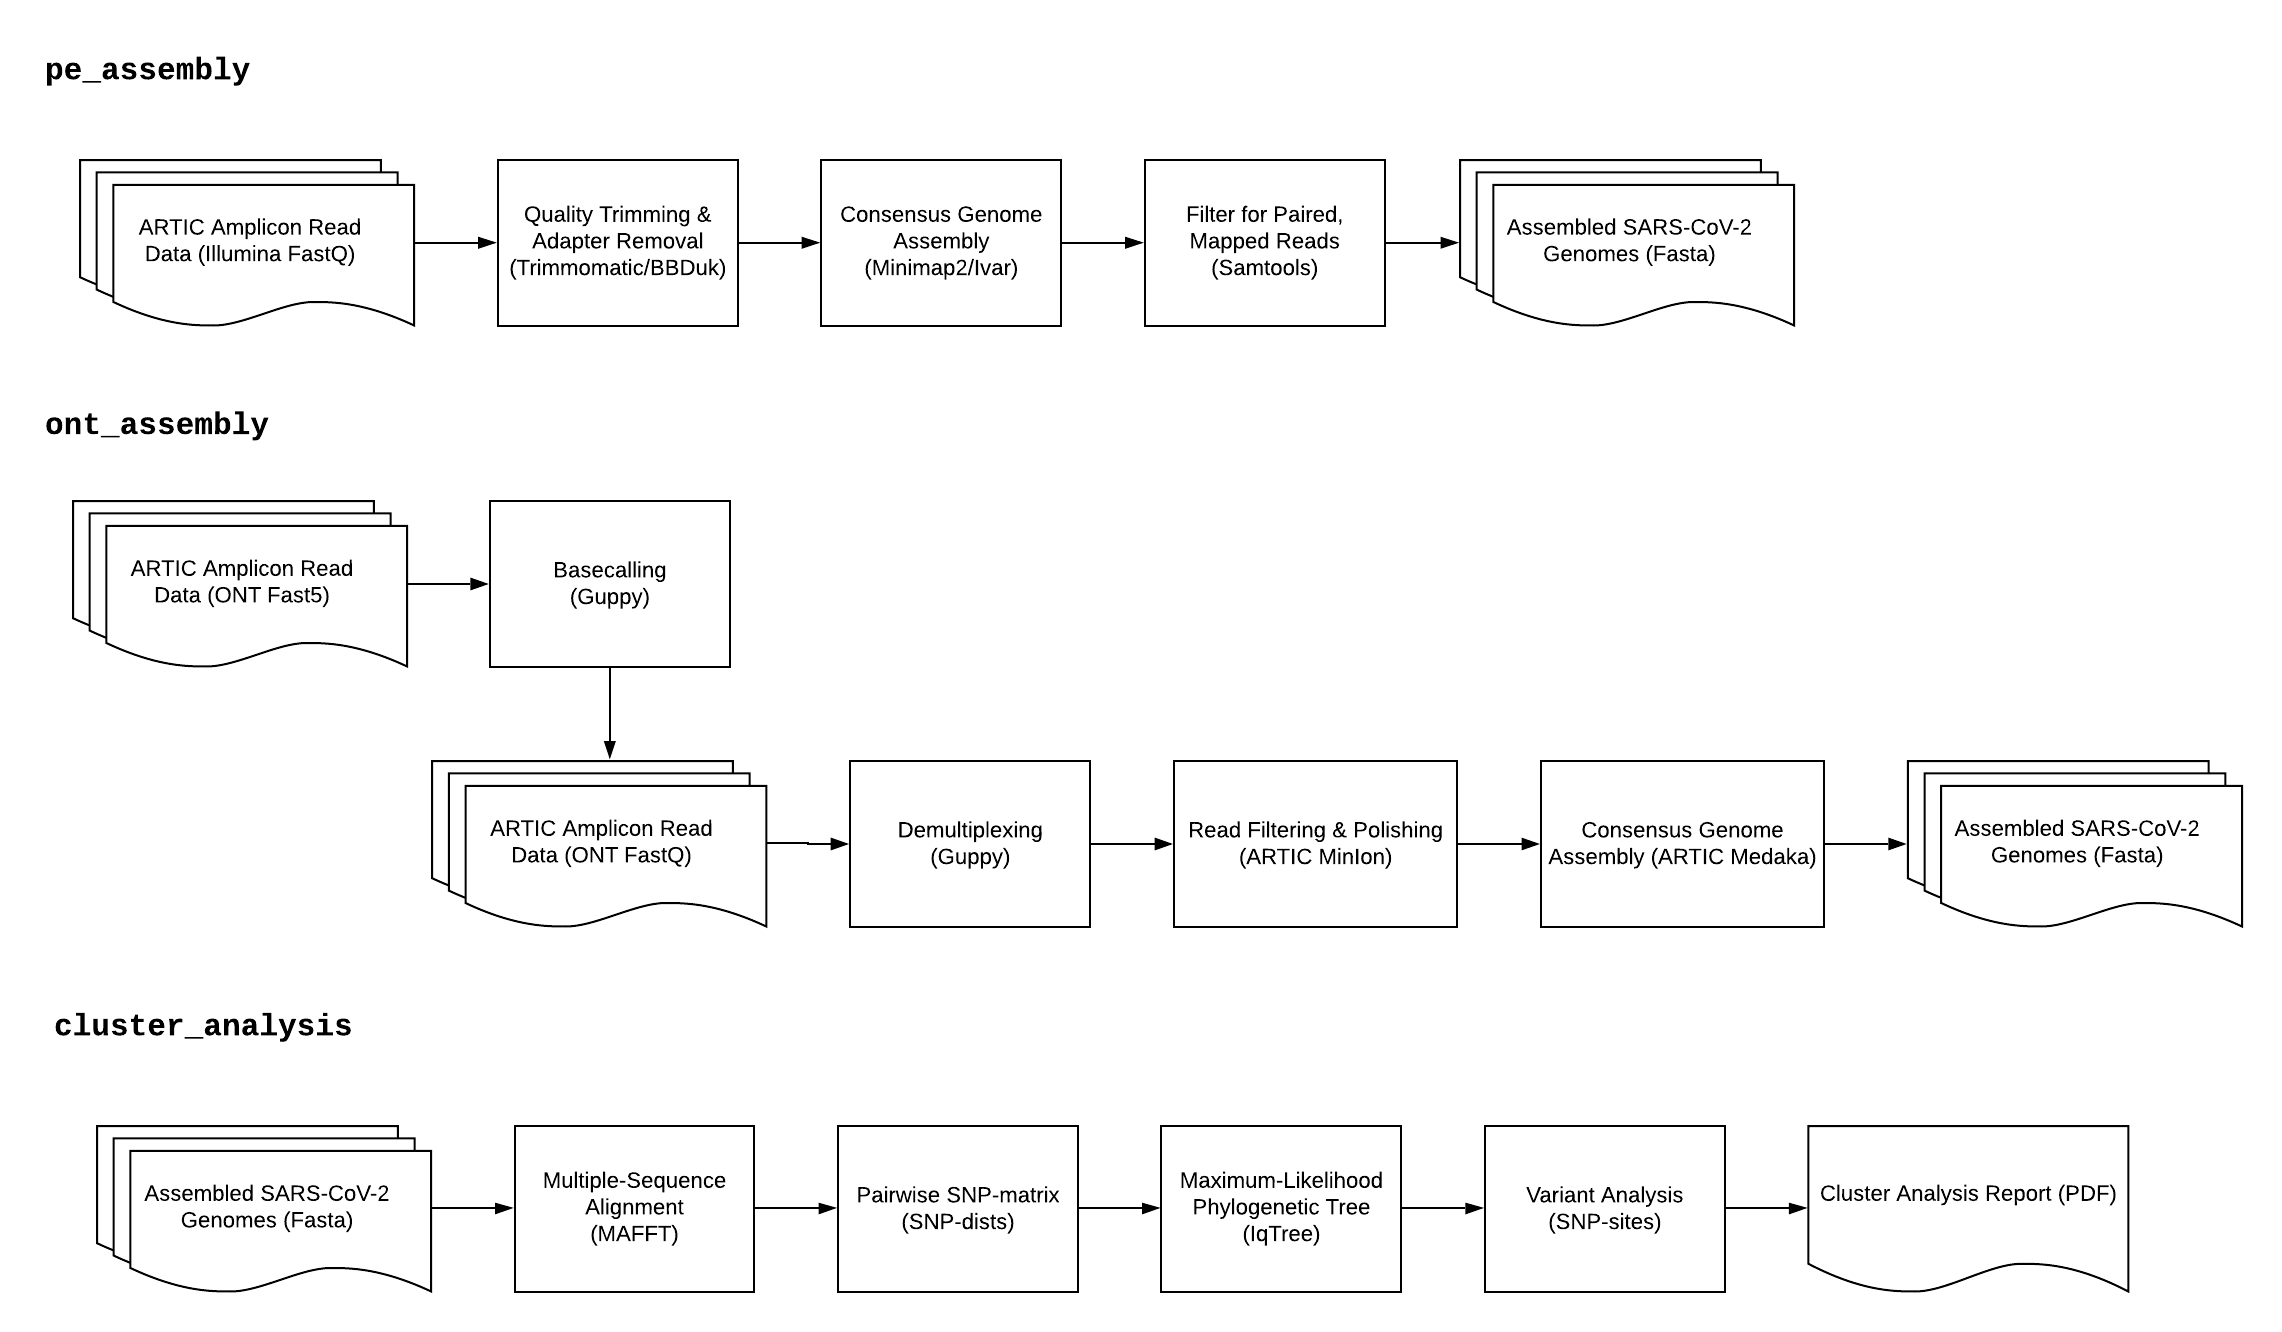 pe_assembly
ARTIC Amplicon Read
Data (Illumina FastQ)
Quality Trimming &
Adapter Removal
(Trimmomatic/BBDuk)
Consensus Genome
Assembly
(Minimap2/Ivar)
Filter for Paired,
Mapped Reads
(Samtools)
Assembled SARS-CoV-2
Genomes (Fasta)
ont_assembly
ARTIC Amplicon Read
Data (ONT Fast5)
Basecalling
(Guppy)
ARTIC Amplicon Read
Data (ONT FastQ)
Demultiplexing
(Guppy)
Read Filtering & Polishing
(ARTIC MinIon)
Consensus Genome
Assembly (ARTIC Medaka)
Assembled SARS-CoV-2
Genomes (Fasta)
cluster_analysis
Assembled SARS-CoV-2
Genomes (Fasta)
Multiple-Sequence
Alignment
(MAFFT)
Pairwise SNP-matrix
(SNP-dists)
Maximum-Likelihood
Phylogenetic Tree
(IqTree)
Variant Analysis
(SNP-sites)
Cluster Analysis Report (PDF)